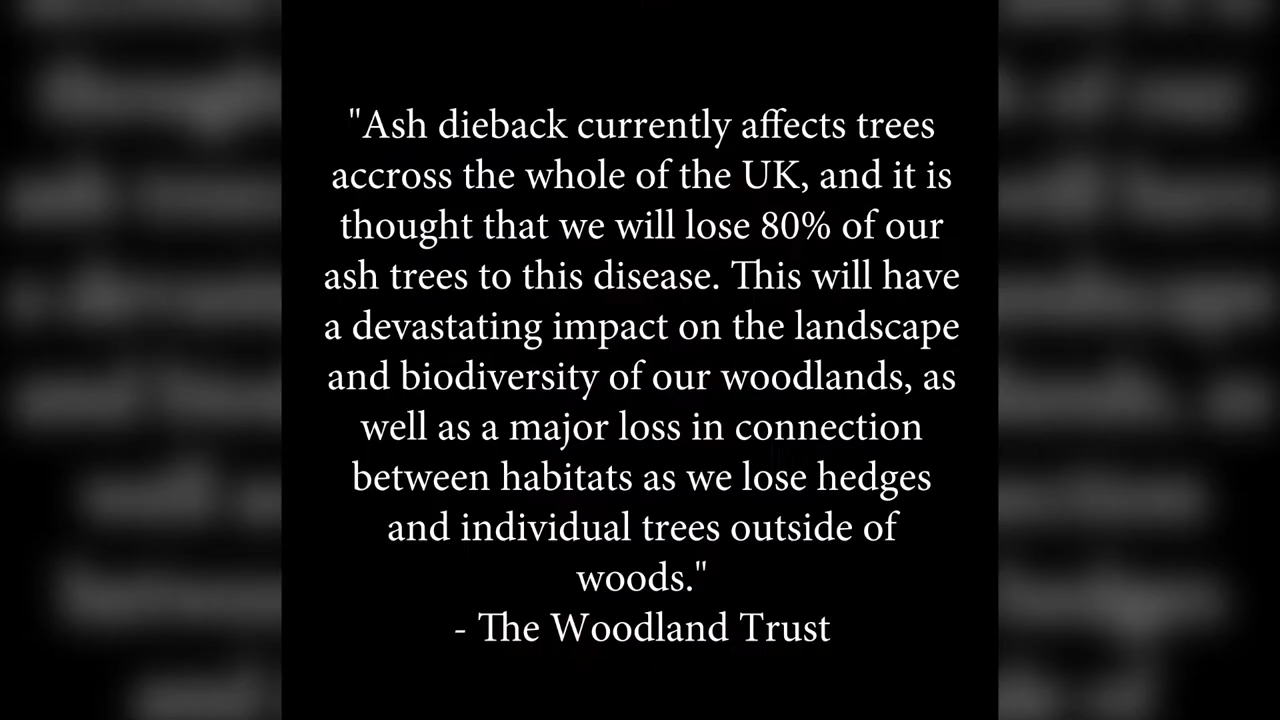 "Ash dieback currently affects trees
accross the whole of the UK, and it is
thought that we will lose 80% of our
ash trees to this disease. This will have
a devastating impact on the landscape
and biodiversity of our woodlands, as
well as a major loss in connection
between habitats as we lose hedges
and individual trees outside of
woods."
- The Woodland Trust